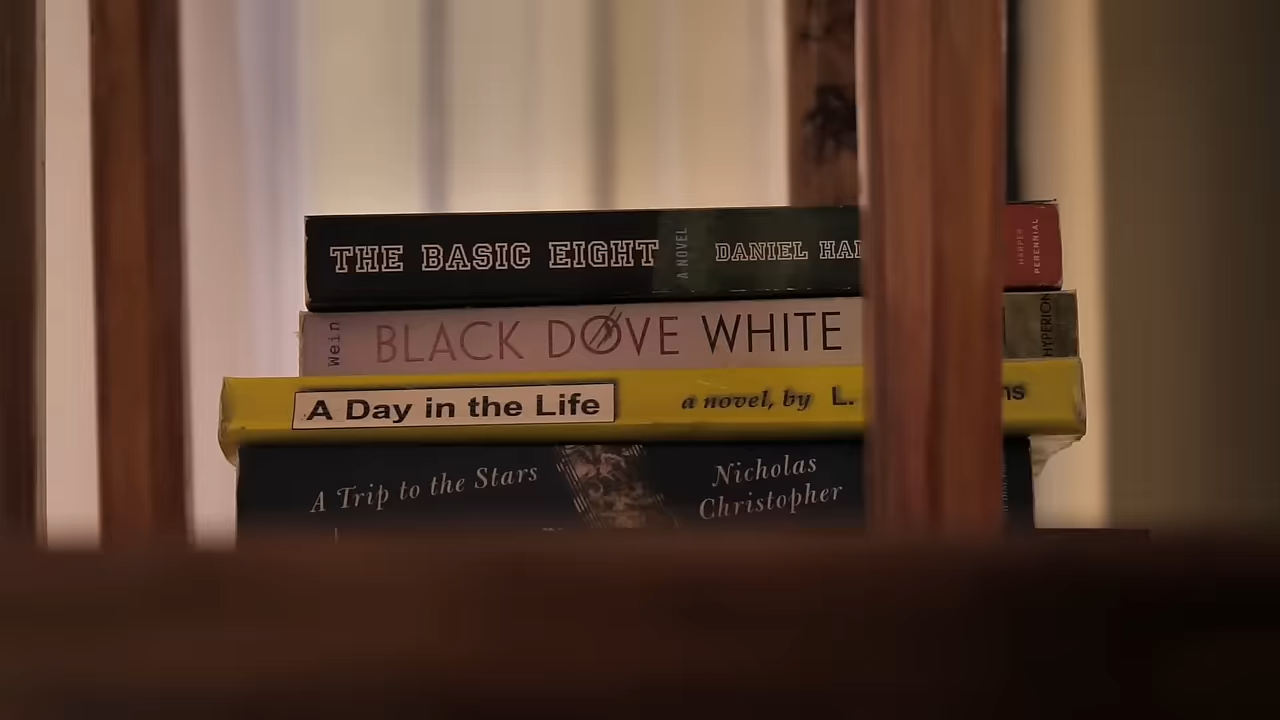 THE BASIC EIGHT A NOVEL DANIEL HAN HARPER PERENNIAL
Wein BLACK DOVE WHITE HYPERION
A Day in the Life a novel, by L. ns
A Trip to the Stars Nicholas Christopher